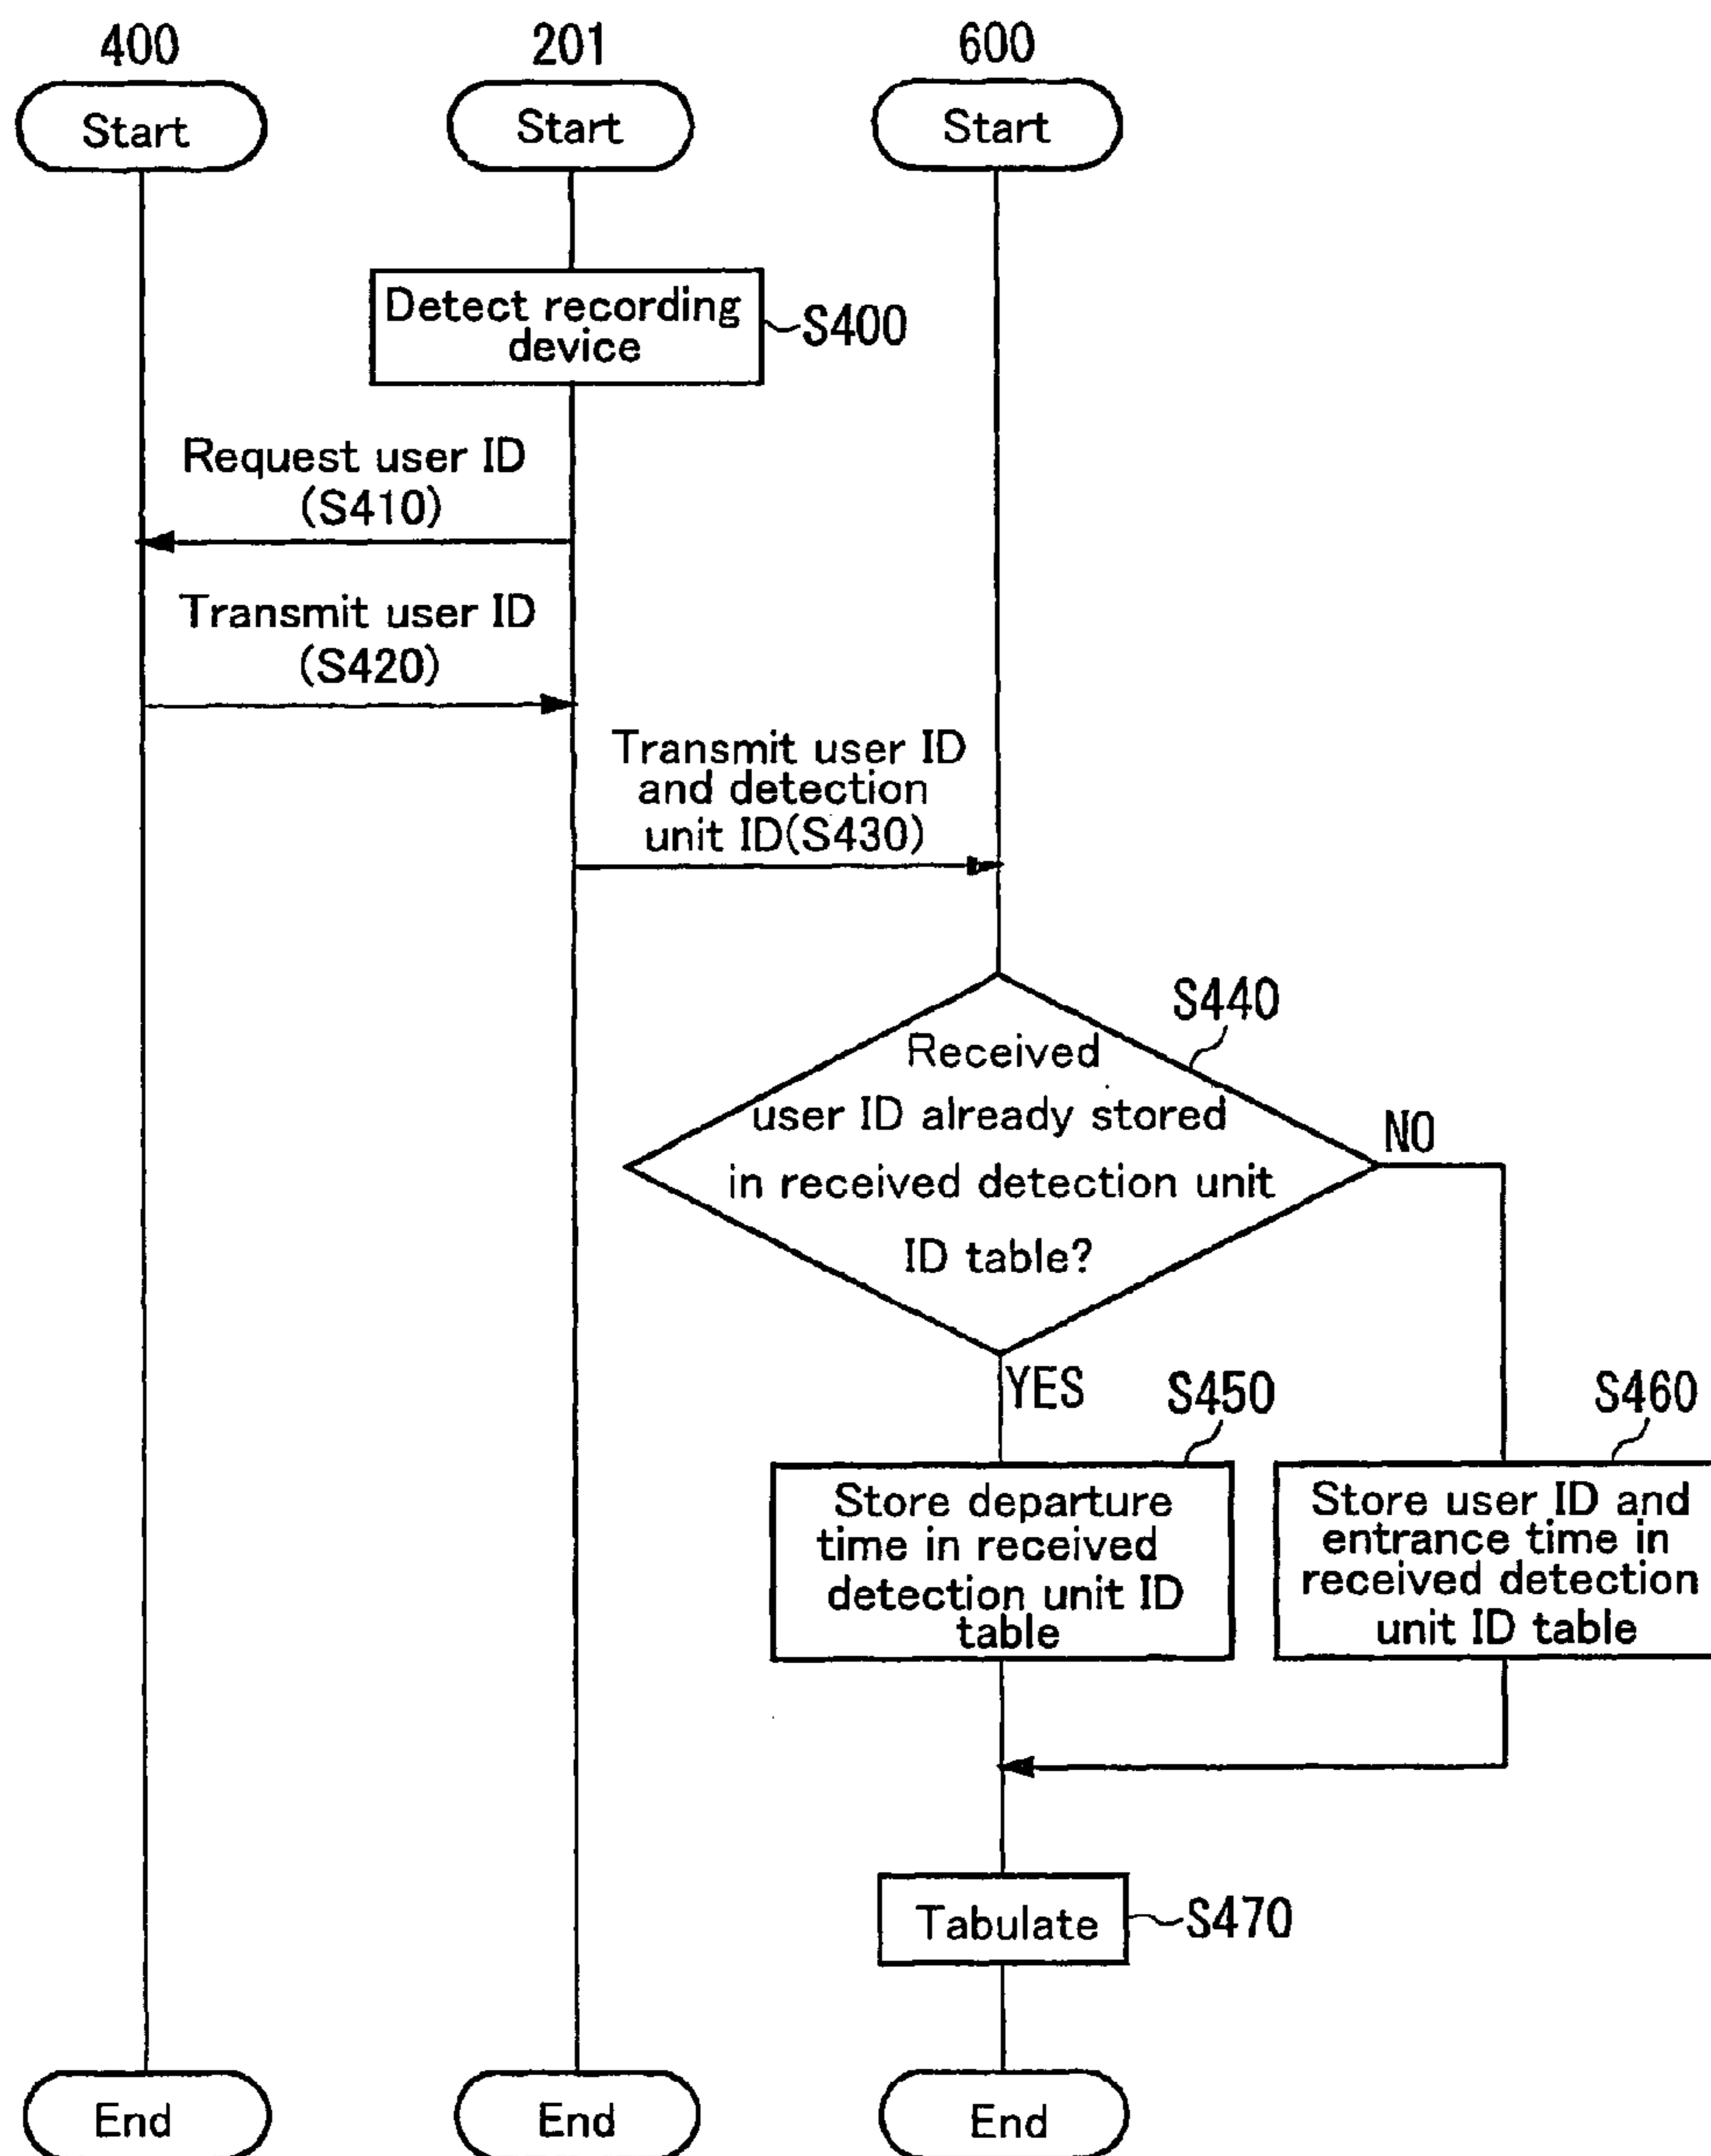 400
201
600
Start
Start
Start
Detect recording
device
S400
Request user ID
(S410)
Transmit user ID
(S420)
Transmit user ID
and detection
unit ID(S430)
S440
Received
user ID already stored
in received detection unit
ID table?
NO
YES
S450
S460
Store departure
time in received
detection unit ID
table
Store user ID and
entrance time in
received detection
unit ID table
Tabulate
S470
End
End
End